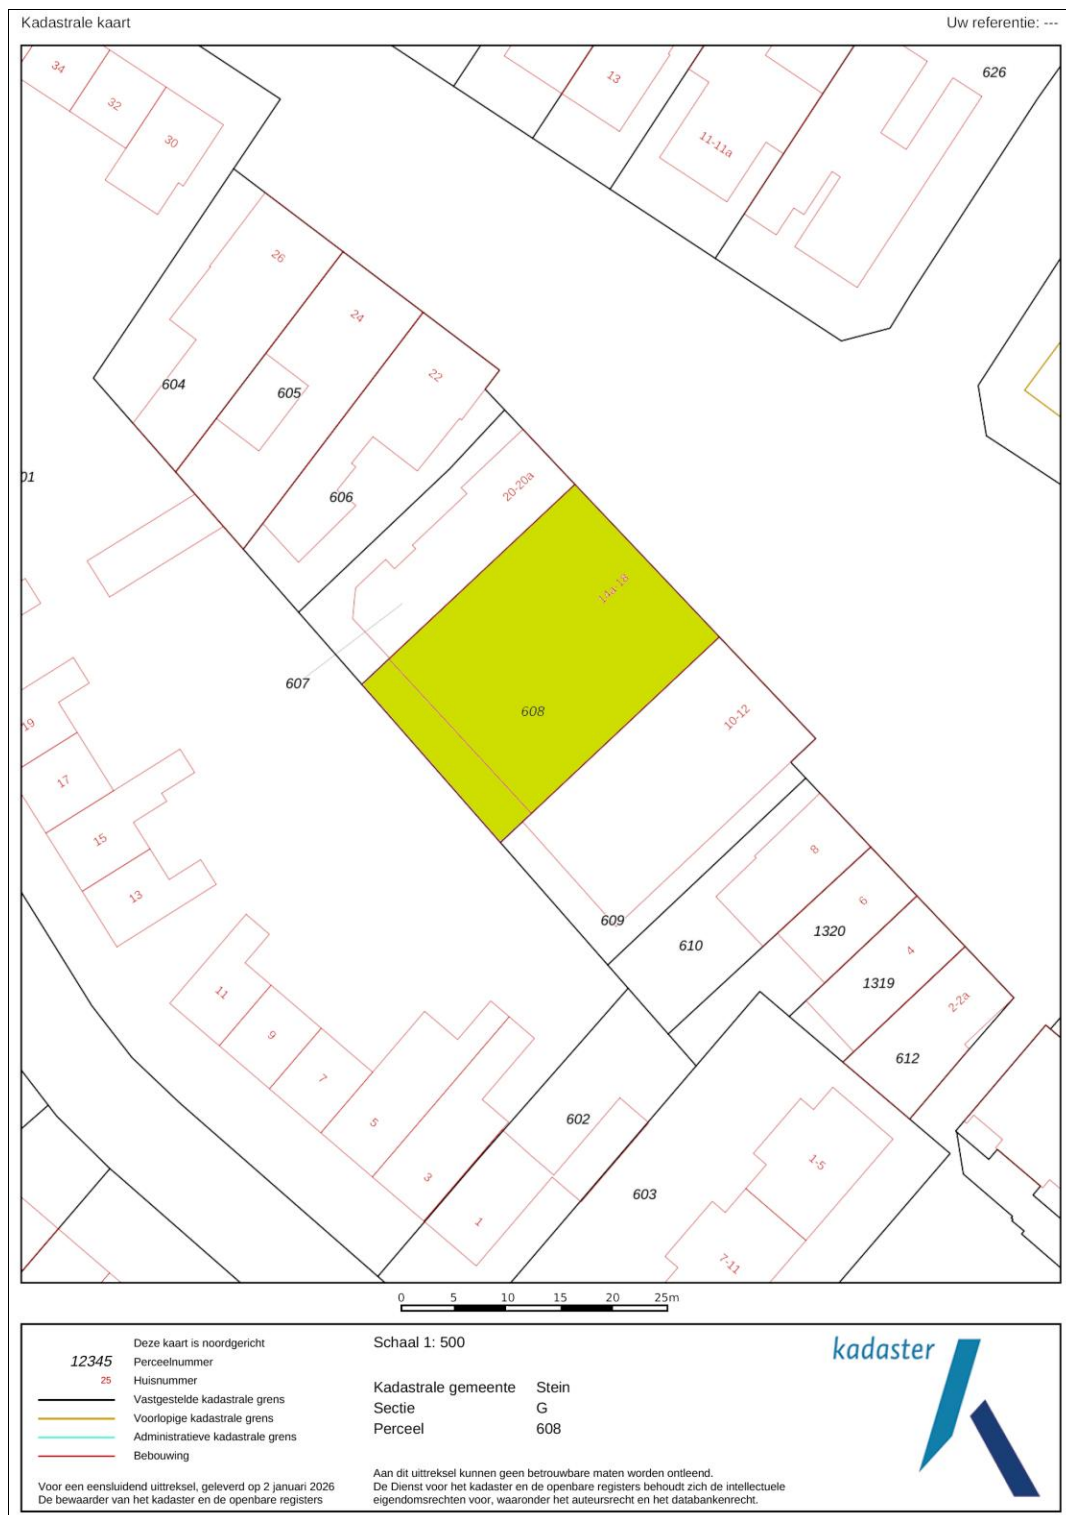 Kadastrale kaart
Uw referentie: ---
34
32
30
13
11-11a
626
26
24
22
604
605
606
20-20a
14a-18
01
607
608
10-12
19
17
15
13
609
610
8
6
4
2-2a
1320
1319
612
11
9
7
5
3
1
602
603
1-5
7-11
0 5 10 15 20 25m
Deze kaart is noordgericht
12345 Perceelnummer
25 Huisnummer
Vastgestelde kadastrale grens
Voorlopige kadastrale grens
Administratieve kadastrale grens
Bebouwing
Voor een eensluidend uittreksel, geleverd op 2 januari 2026
De bewaarder van het kadaster en de openbare registers
Schaal 1: 500
Kadastrale gemeente Stein
Sectie G
Perceel 608
Aan dit uittreksel kunnen geen betrouwbare maten worden ontleend.
De Dienst voor het kadaster en de openbare registers behoudt zich de intellectuele
eigendomsrechten voor, waaronder het auteursrecht en het databankenrecht.
kadaster